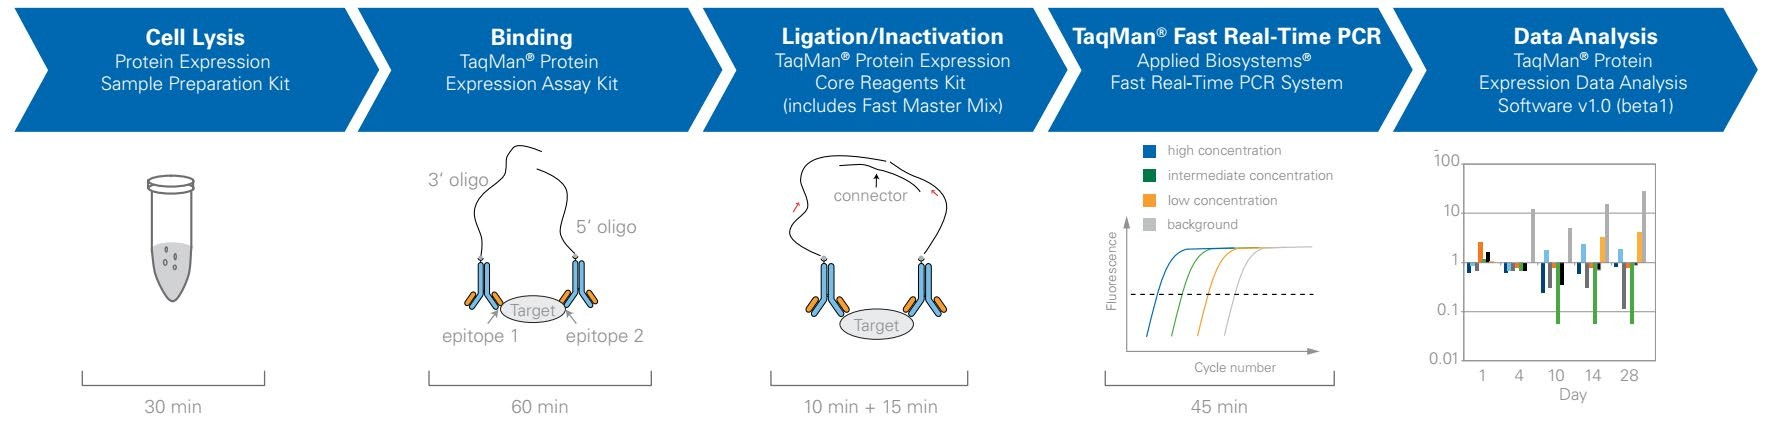 Cell Lysis
Protein Expression
Sample Preparation Kit
Binding
TaqMan® Protein
Expression Assay Kit
Ligation/Inactivation
TaqMan® Protein Expression
Core Reagents Kit
(includes Fast Master Mix)
TaqMan® Fast Real-Time PCR
Applied Biosystems®
Fast Real-Time PCR System
Data Analysis
TaqMan® Protein
Expression Data Analysis
Software v1.0 (beta1)
30 min
3’ oligo
5’ oligo
Target
epitope 1
epitope 2
60 min
connector
Target
10 min + 15 min
high concentration
intermediate concentration
low concentration
background
Fluorescence
Cycle number
45 min
100
10
1
0.1
0.01
1 4 10 14 28
Day